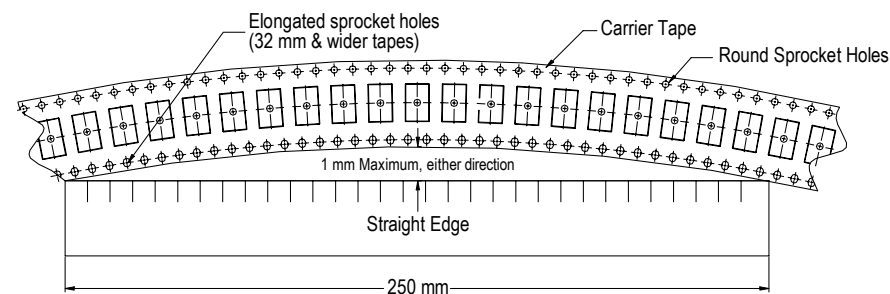 Elongated sprocket holes
(32 mm & wider tapes)
Carrier Tape
Round Sprocket Holes
1 mm Maximum, either direction
Straight Edge
250 mm